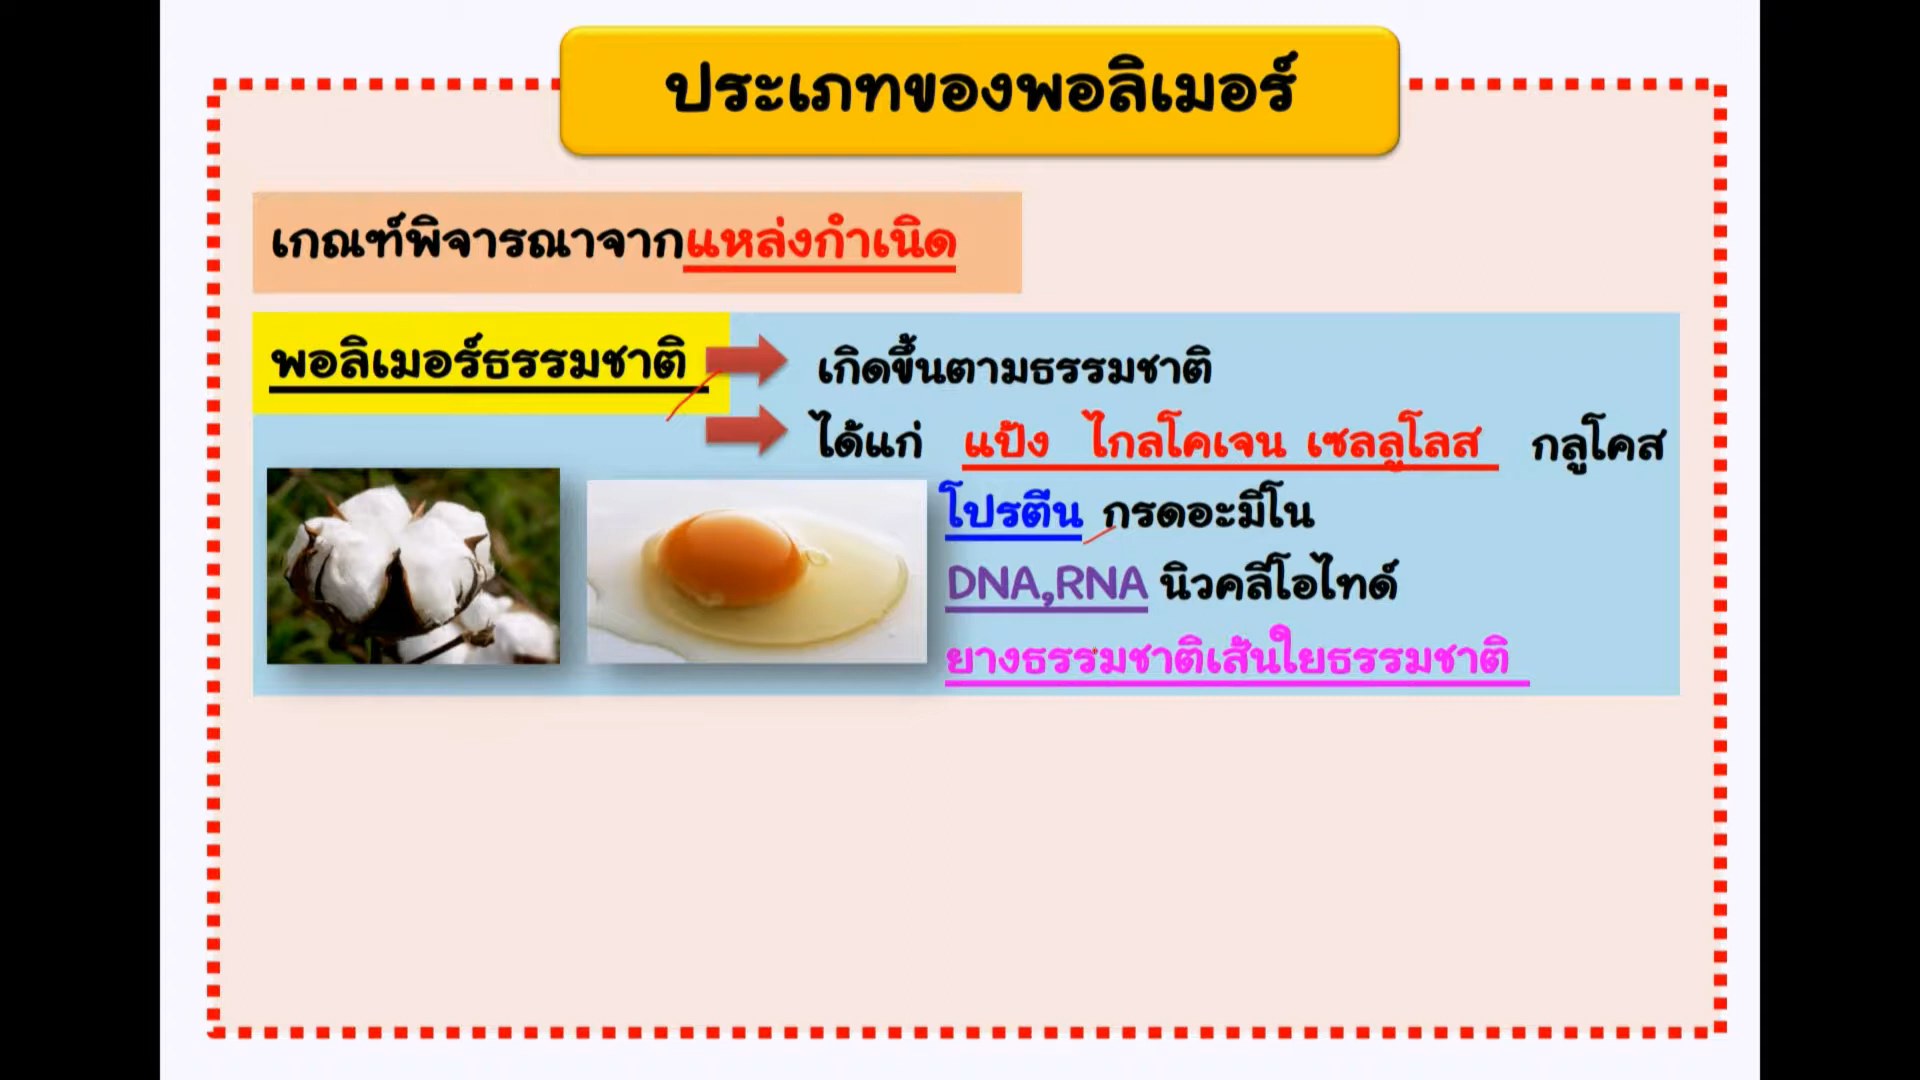 ประเภทของพอลิเมอร์
เกณฑ์พิจารณาจากแหล่งกำเนิด
พอลิเมอร์ธรรมชาติ
เกิดขึ้นตามธรรมชาติ
ได้แก่ แป้ง ไกลโคเจน เซลลูโลส กลูโคส
โปรตีน กรดอะมิโน
DNA,RNA นิวคลีโอไทด์
ยางธรรมชาติเส้นใยธรรมชาติ